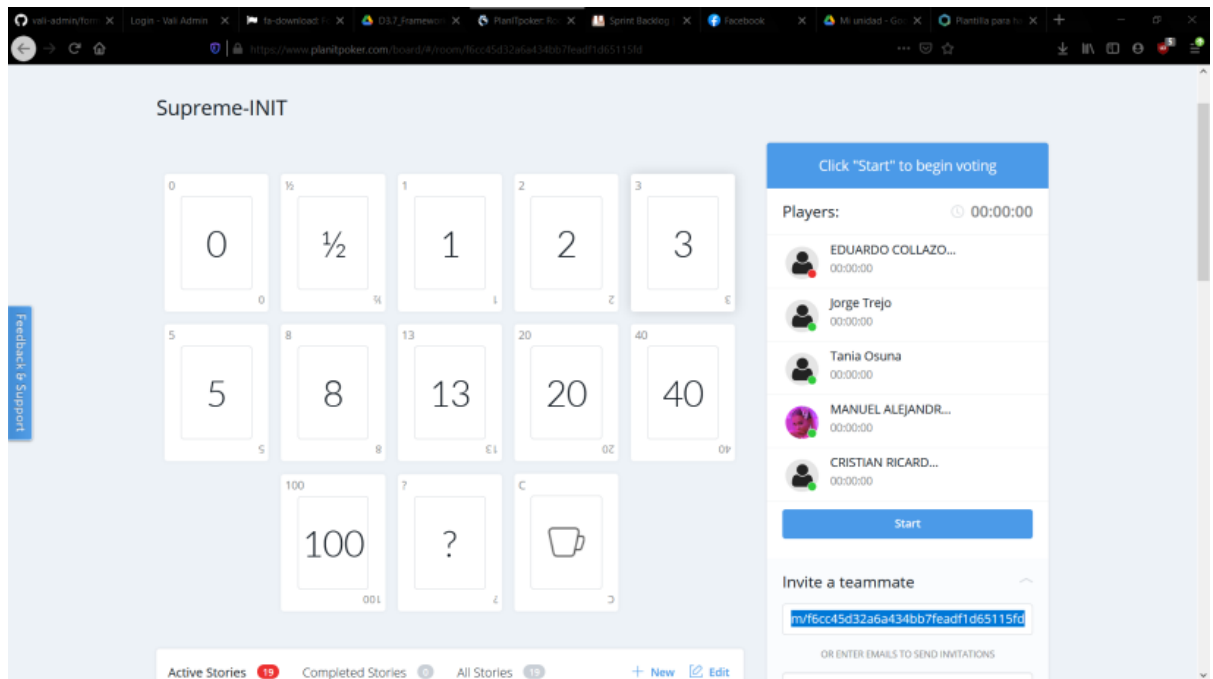 vali-admin/form
Login - Vali Admin
fa-download: F
D3.7_Framewor
PlanITpoker: Ro
Sprint Backlog
Facebook
Mi unidad - Go
Plantilla para
https://www.planitpoker.com/board/#/room/f6cc45d32a6a434bb7feadf1d65115fd
5
Supreme-INIT
Click "Start" to begin voting
Players:
00:00:00
EDUARDO COLLAZO...
00:00:00
Jorge Trejo
00:00:00
Tania Osuna
00:00:00
MANUEL ALEJANDR...
00:00:00
CRISTIAN RICARD...
00:00:00
Start
Invite a teammate
m/f6cc45d32a6a434bb7feadf1d65115fd
OR ENTER EMAILS TO SEND INVITATIONS
0 ½ 1 2 3
0 ½ 1 2 3
0 ½ 1 2 3
5 8 13 20 40
5 8 13 20 40
5 8 13 20 40
100 ? C
100 ?
100 ? C
Feedback & Support
Active Stories 19 Completed Stories 0 All Stories 19 + New Edit